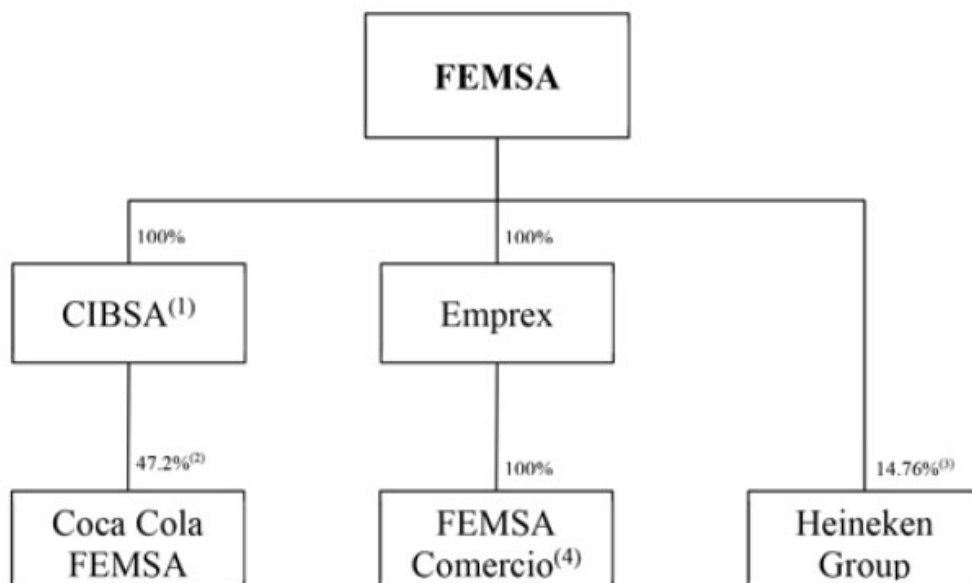 FEMSA
100%
100%
CIBSA(1)
Emprex
47.2%(2)
100%
14.76%(3)
Coca Cola
FEMSA
FEMSA
Comercio(4)
Heineken
Group